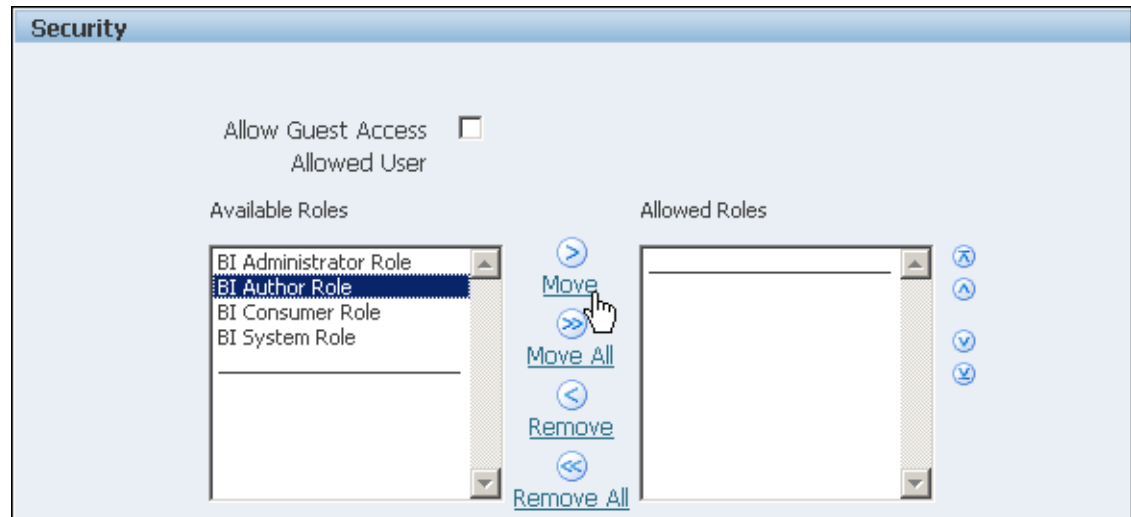 Security
Allow Guest Access
Allowed User
Available Roles
Allowed Roles
BI Administrator Role
BI Author Role
BI Consumer Role
BI System Role
Move
Move All
Remove
Remove All